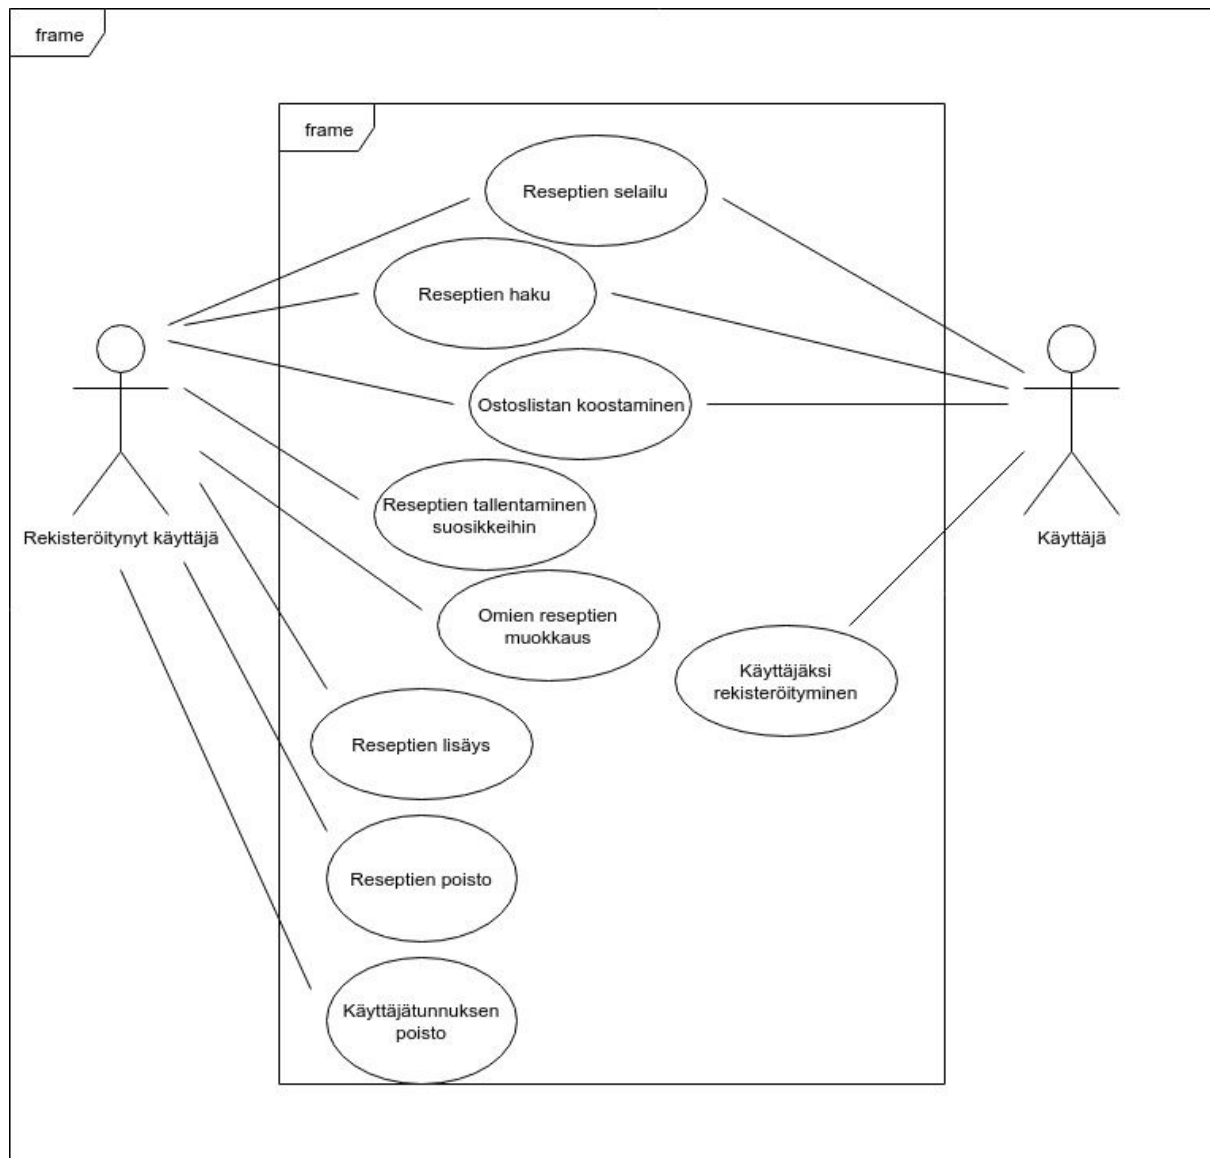 frame
frame
Reseptien selailu
Reseptien haku
Ostoslistan koostaminen
Reseptien tallentaminen
suosikkeihin
Rekisteröitynyt käyttäjä
Käyttäjä
Omien reseptien
muokkaus
Käyttäjäksi
rekisteröityminen
Reseptien lisäys
Reseptien poisto
Käyttäjätunnuksen
poisto